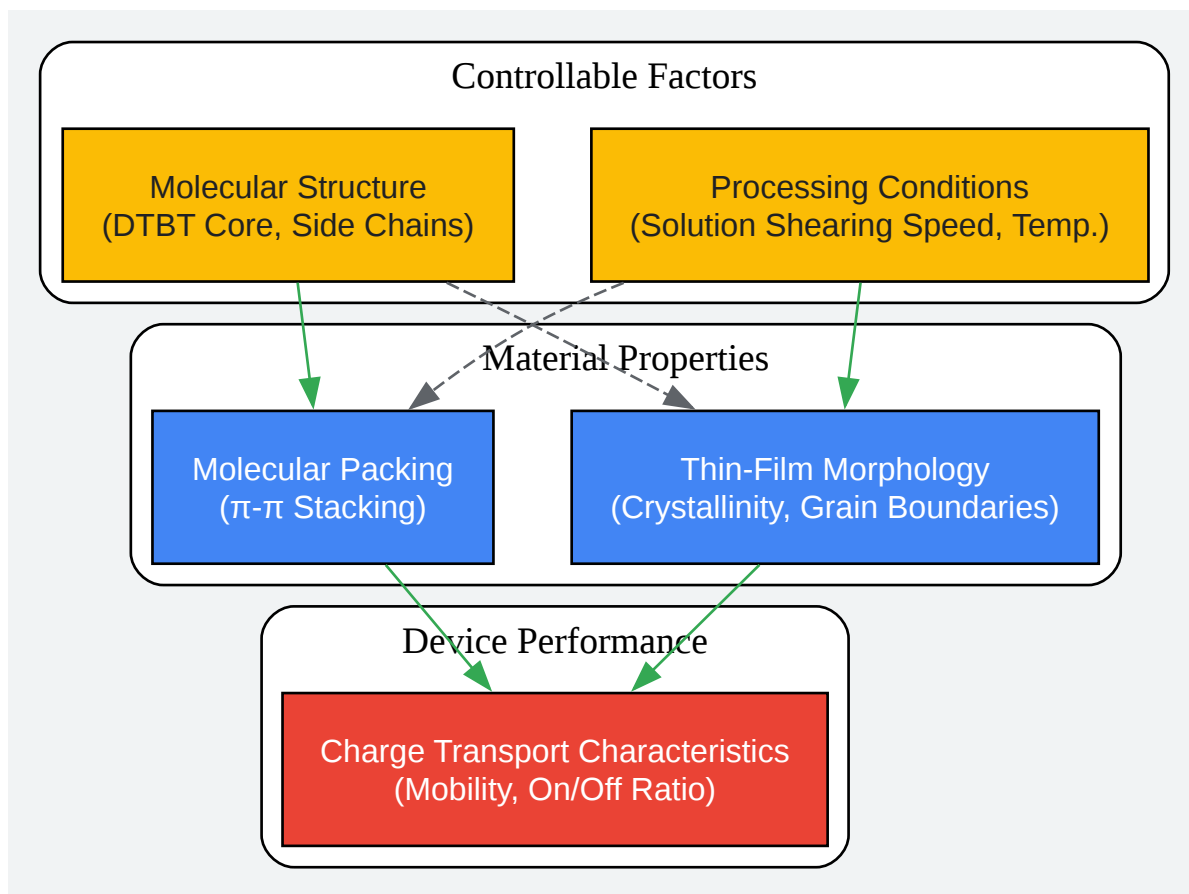 Controllable Factors
Molecular Structure
(DTBT Core, Side Chains)
Processing Conditions
(Solution Shearing Speed, Temp.)
Material Properties
Molecular Packing
(π-π Stacking)
Thin-Film Morphology
(Crystallinity, Grain Boundaries)
Device Performance
Charge Transport Characteristics
(Mobility, On/Off Ratio)